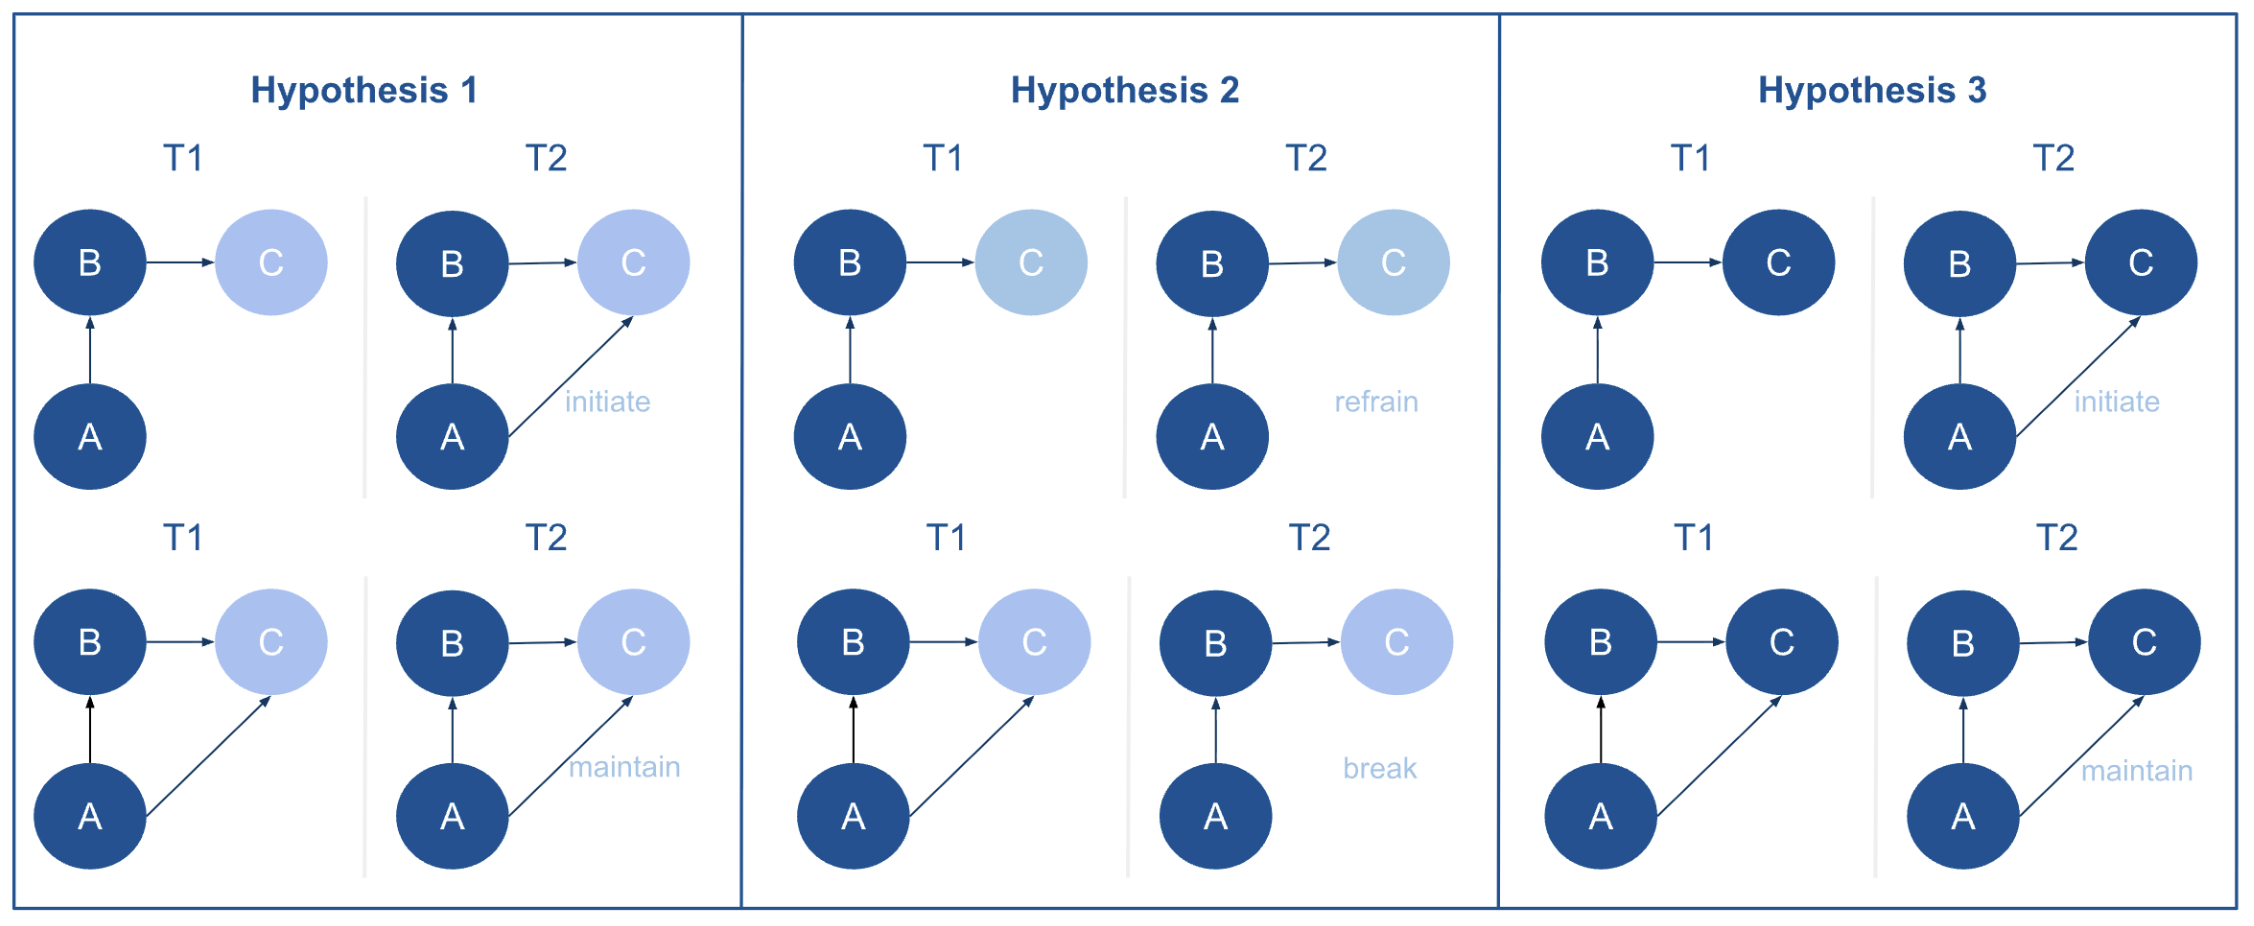 Hypothesis 1
T1
T2
B
C
B
C
A
A
initiate
T1
T2
B
C
B
C
A
A
maintain
Hypothesis 2
T1
T2
B
C
B
C
A
A
refrain
T1
T2
B
C
B
C
A
A
break
Hypothesis 3
T1
T2
B
C
B
C
A
A
initiate
T1
T2
B
C
B
C
A
A
maintain